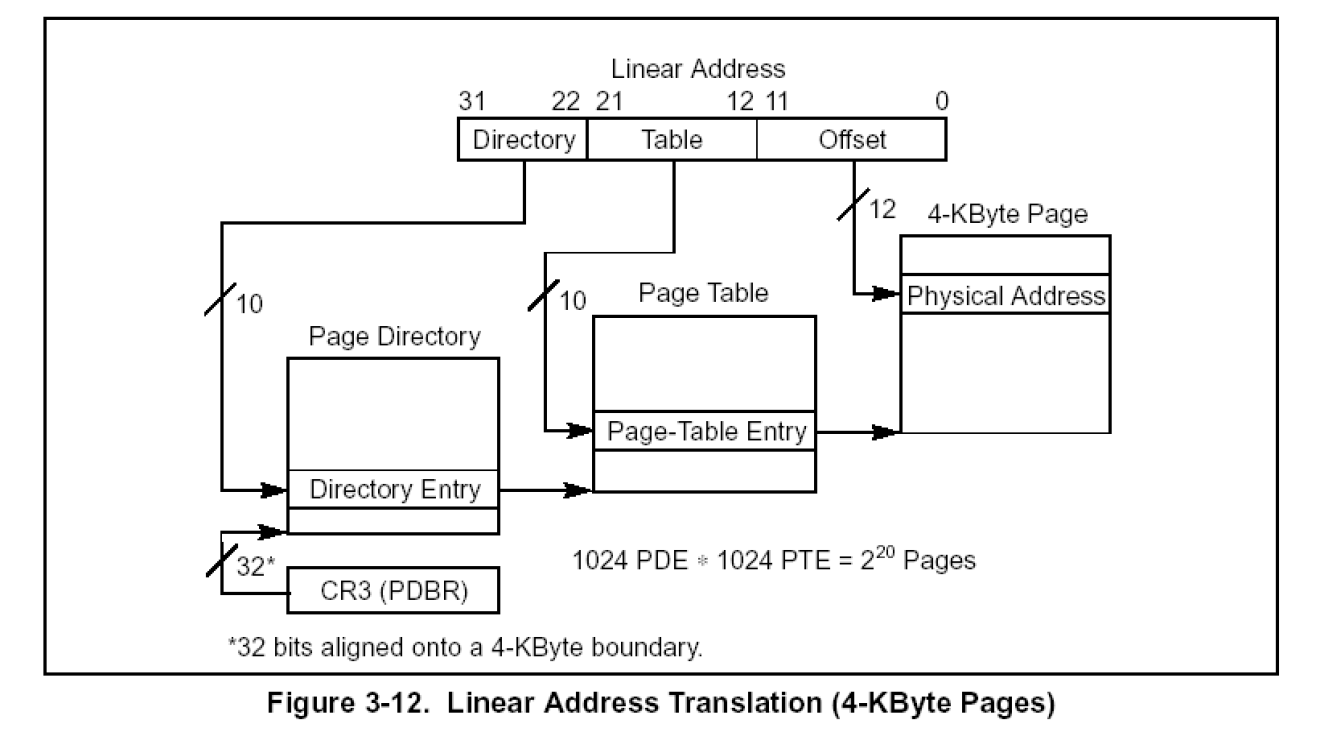 Linear Address
31 22 21 12 11 0
Directory Table Offset
12
4-KByte Page
Physical Address
10
10
Page Table
Page-Table Entry
Page Directory
Directory Entry
32*
CR3 (PDBR)
1024 PDE * 1024 PTE = 2^20 Pages
*32 bits aligned onto a 4-KByte boundary.
Figure 3-12. Linear Address Translation (4-KByte Pages)